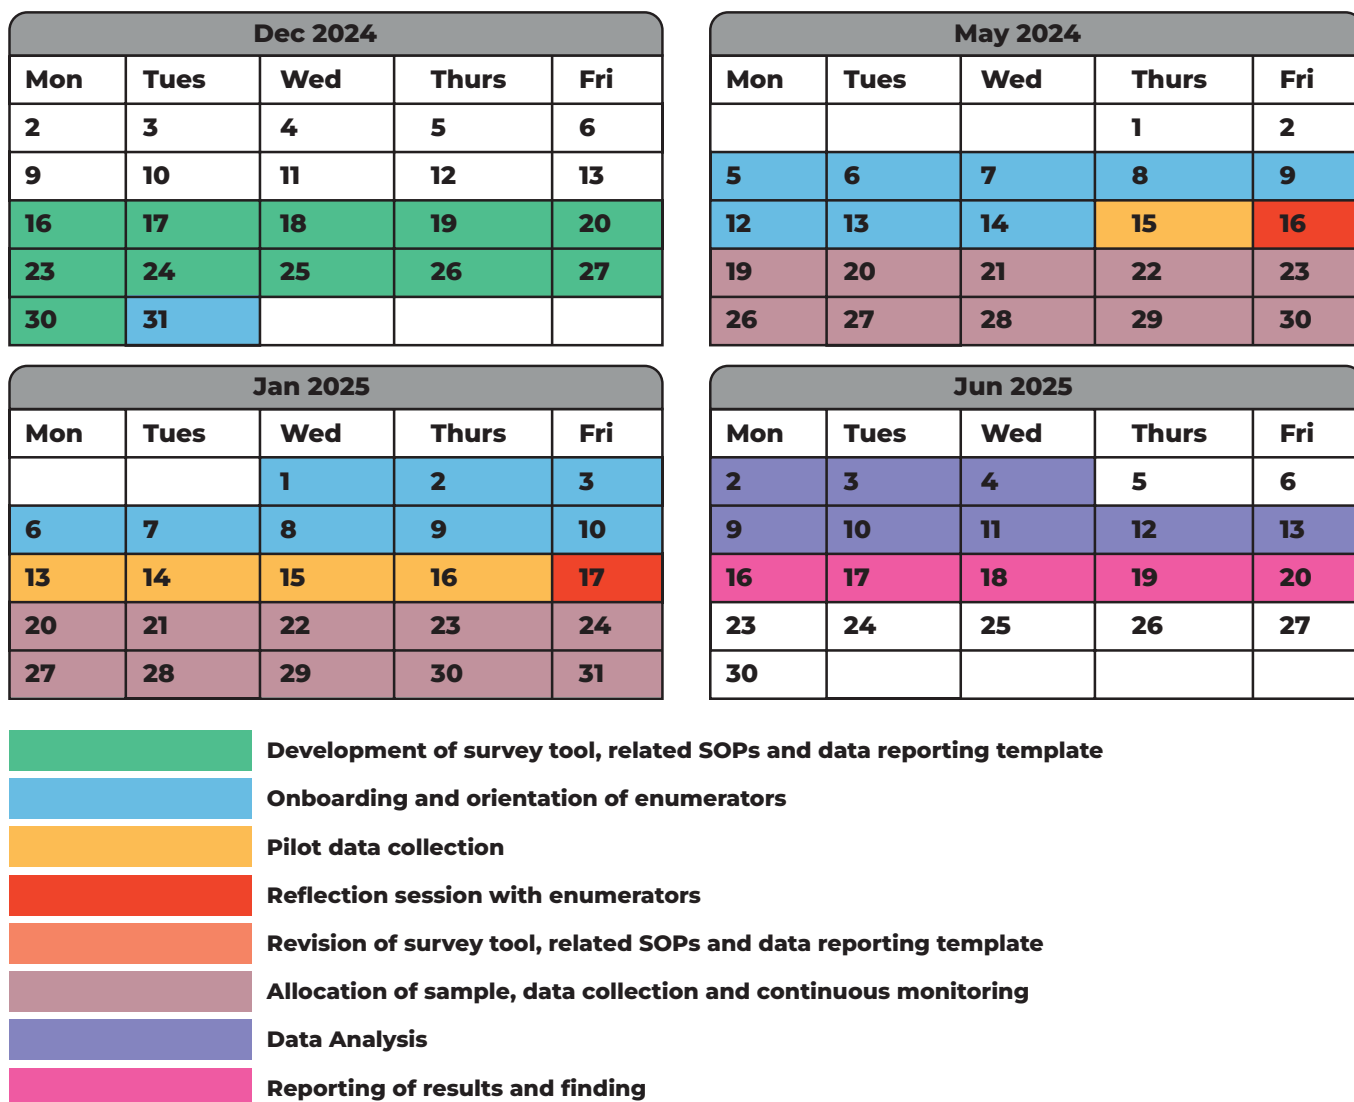 Dec 2024
Mon Tues Wed Thurs Fri
2 3 4 5 6
9 10 11 12 13
16 17 18 19 20
23 24 25 26 27
30 31
May 2024
Mon Tues Wed Thurs Fri
1 2
5 6 7 8 9
12 13 14 15 16
19 20 21 22 23
26 27 28 29 30
Jan 2025
Mon Tues Wed Thurs Fri
1 2 3
6 7 8 9 10
13 14 15 16 17
20 21 22 23 24
27 28 29 30 31
Jun 2025
Mon Tues Wed Thurs Fri
2 3 4 5 6
9 10 11 12 13
16 17 18 19 20
23 24 25 26 27
30
Development of survey tool, related SOPs and data reporting template
Onboarding and orientation of enumerators
Pilot data collection
Reflection session with enumerators
Revision of survey tool, related SOPs and data reporting template
Allocation of sample, data collection and continuous monitoring
Data Analysis
Reporting of results and finding